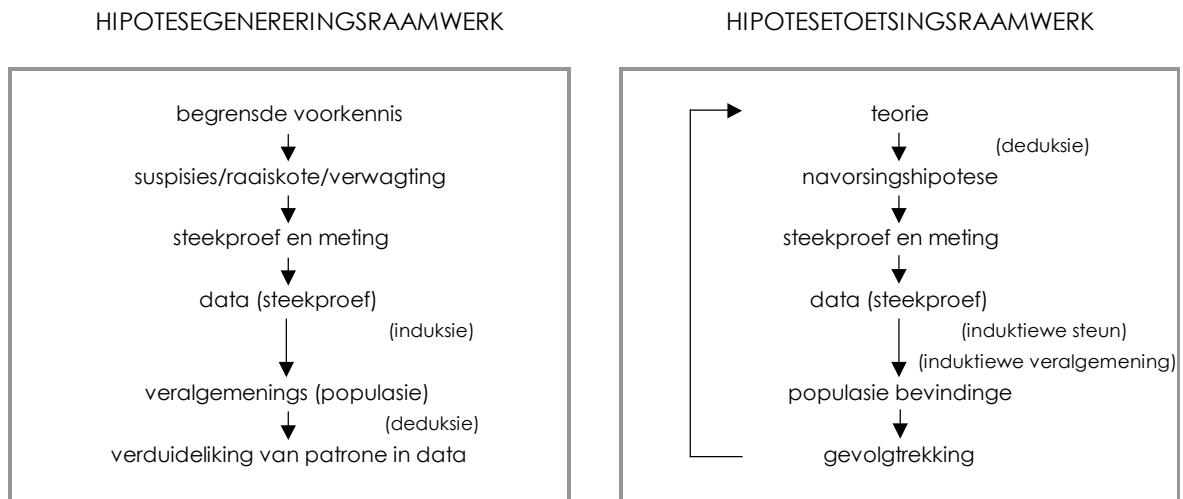 HIPOTESEGENERERINGSRAAMWERK
begrensde voorkennis
suspisies/raaiskote/verwagting
steekproef en meting
data (steekproef)
(induksie)
veralgemenings (populasie)
(deduksie)
verduideliking van patrone in data
HIPOTESETOETSINGSRAAMWERK
teorie
(deduksie)
navorsingshipotese
steekproef en meting
data (steekproef)
(induktiewe steun)
(induktiewe veralgemening)
populasie bevindinge
gevolgtrekking